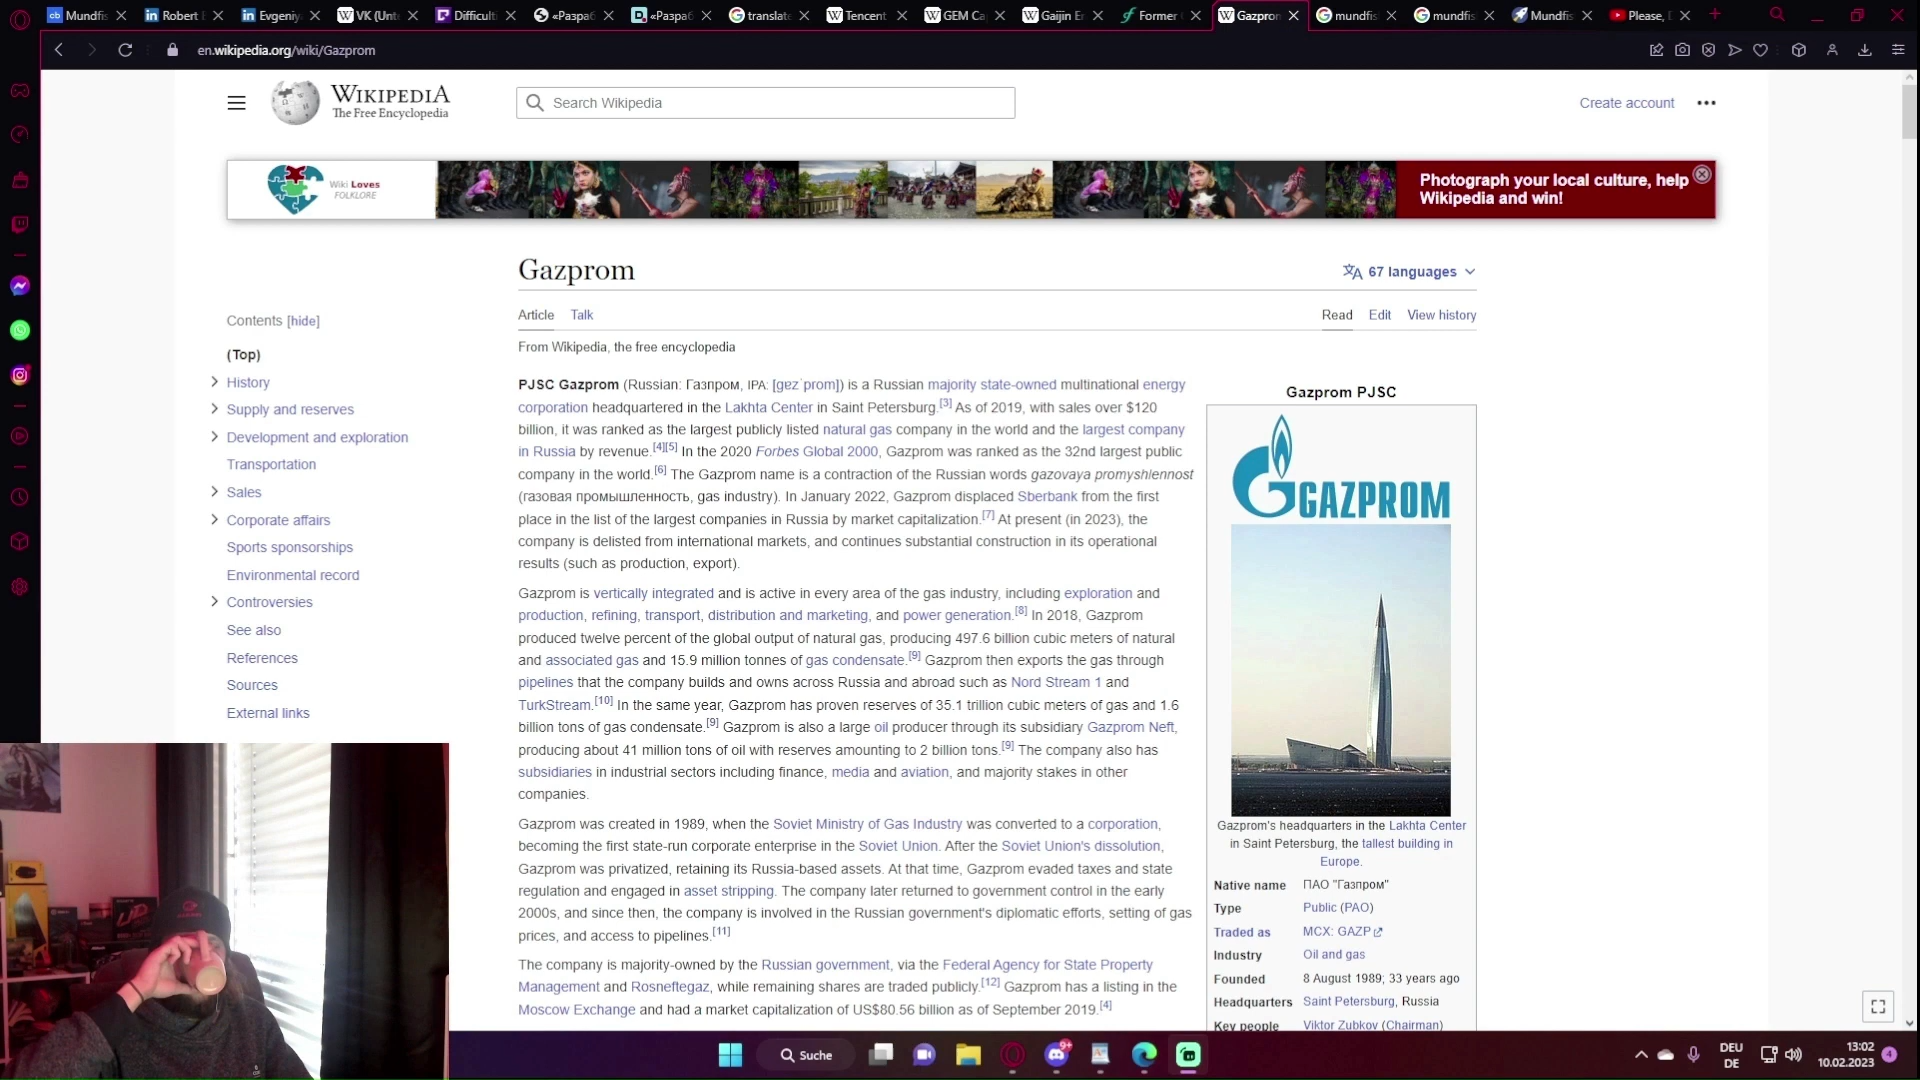 Mundfis
Robert E
Evgeniy
VK (Unte
Difficulti
«Разраб
«Разраб
translate
Tencent
GEM Ca
Gaijin En
Former
Gazprom
mundfis
mundfis
Mundfis
Please, D
en.wikipedia.org/wiki/Gazprom
WIKIPEDIA
The Free Encyclopedia
Search Wikipedia
Create account
Wiki Loves
FOLKLORE
Photograph your local culture, help
Wikipedia and win!
Gazprom
67 languages
Article Talk
Read Edit View history
From Wikipedia, the free encyclopedia
Contents [hide]
(Top)
History
Supply and reserves
Development and exploration
Transportation
Sales
Corporate affairs
Sports sponsorships
Environmental record
Controversies
See also
References
Sources
External links
PJSC Gazprom (Russian: Газпром, IPA: [ɡɐzˈprom]) is a Russian majority state-owned multinational energy
corporation headquartered in the Lakhta Center in Saint Petersburg.[3] As of 2019, with sales over $120
billion, it was ranked as the largest publicly listed natural gas company in the world and the largest company
in Russia by revenue.[4][5] In the 2020 Forbes Global 2000, Gazprom was ranked as the 32nd largest public
company in the world.[6] The Gazprom name is a contraction of the Russian words gazovaya promyshlennost
(газовая промышленность, gas industry). In January 2022, Gazprom displaced Sberbank from the first
place in the list of the largest companies in Russia by market capitalization.[7] At present (in 2023), the
company is delisted from international markets, and continues substantial construction in its operational
results (such as production, export).
Gazprom is vertically integrated and is active in every area of the gas industry, including exploration and
production, refining, transport, distribution and marketing, and power generation.[8] In 2018, Gazprom
produced twelve percent of the global output of natural gas, producing 497.6 billion cubic meters of natural
and associated gas and 15.9 million tonnes of gas condensate.[9] Gazprom then exports the gas through
pipelines that the company builds and owns across Russia and abroad such as Nord Stream 1 and
TurkStream.[10] In the same year, Gazprom has proven reserves of 35.1 trillion cubic meters of gas and 1.6
billion tons of gas condensate.[9] Gazprom is also a large oil producer through its subsidiary Gazprom Neft,
producing about 41 million tons of oil with reserves amounting to 2 billion tons.[9] The company also has
subsidiaries in industrial sectors including finance, media and aviation, and majority stakes in other
companies.
Gazprom was created in 1989, when the Soviet Ministry of Gas Industry was converted to a corporation,
becoming the first state-run corporate enterprise in the Soviet Union. After the Soviet Union's dissolution,
Gazprom was privatized, retaining its Russia-based assets. At that time, Gazprom evaded taxes and state
regulation and engaged in asset stripping. The company later returned to government control in the early
2000s, and since then, the company is involved in the Russian government's diplomatic efforts, setting of gas
prices, and access to pipelines.[11]
The company is majority-owned by the Russian government, via the Federal Agency for State Property
Management and Rosneftegaz, while remaining shares are traded publicly.[12] Gazprom has a listing in the
Moscow Exchange and had a market capitalization of US$80.56 billion as of September 2019.[4]
Gazprom PJSC
GAZPROM
Gazprom's headquarters in the Lakhta Center
in Saint Petersburg, the tallest building in
Europe.
Native name ПАО "Газпром"
Type Public (PAO)
Traded as MCX: GAZP
Industry Oil and gas
Founded 8 August 1989; 33 years ago
Headquarters Saint Petersburg, Russia
Key people Viktor Zubkov (Chairman)
Suche
9+
DEU
DE
13:02
10.02.2023
4